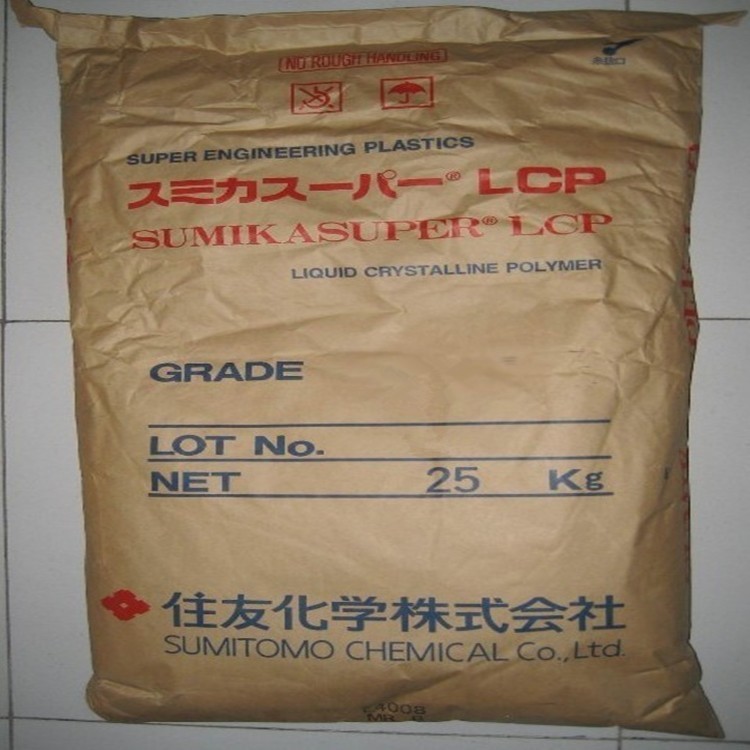 NO ROUGH HANDLING
SUPER ENGINEERING PLASTICS
スミカスーパー® LCP
SUMIKASUPER® LCP
LIQUID CRYSTALLINE POLYMER
GRADE
LOT No.
NET 25 Kg
住友化学株式会社
SUMITOMO CHEMICAL Co.,Ltd.